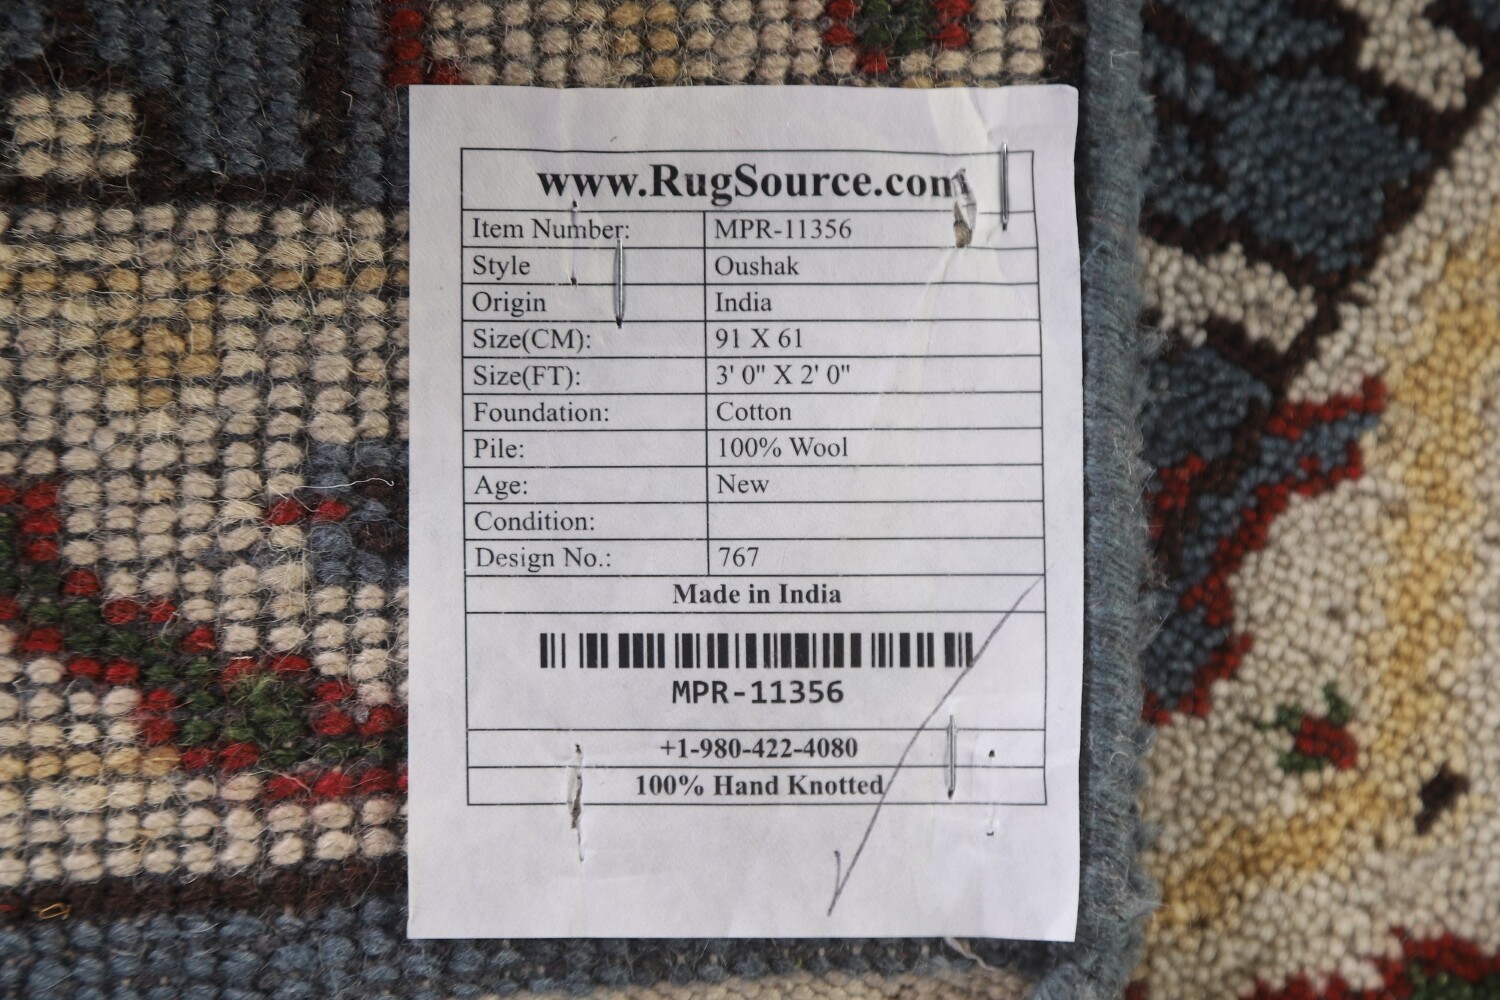 www.RugSource.com
Item Number: MPR-11356
Style Oushak
Origin India
Size(CM): 91 X 61
Size(FT): 3' 0" X 2' 0"
Foundation: Cotton
Pile: 100% Wool
Age: New
Condition:
Design No.: 767
Made in India
MPR-11356
+1-980-422-4080
100% Hand Knotted